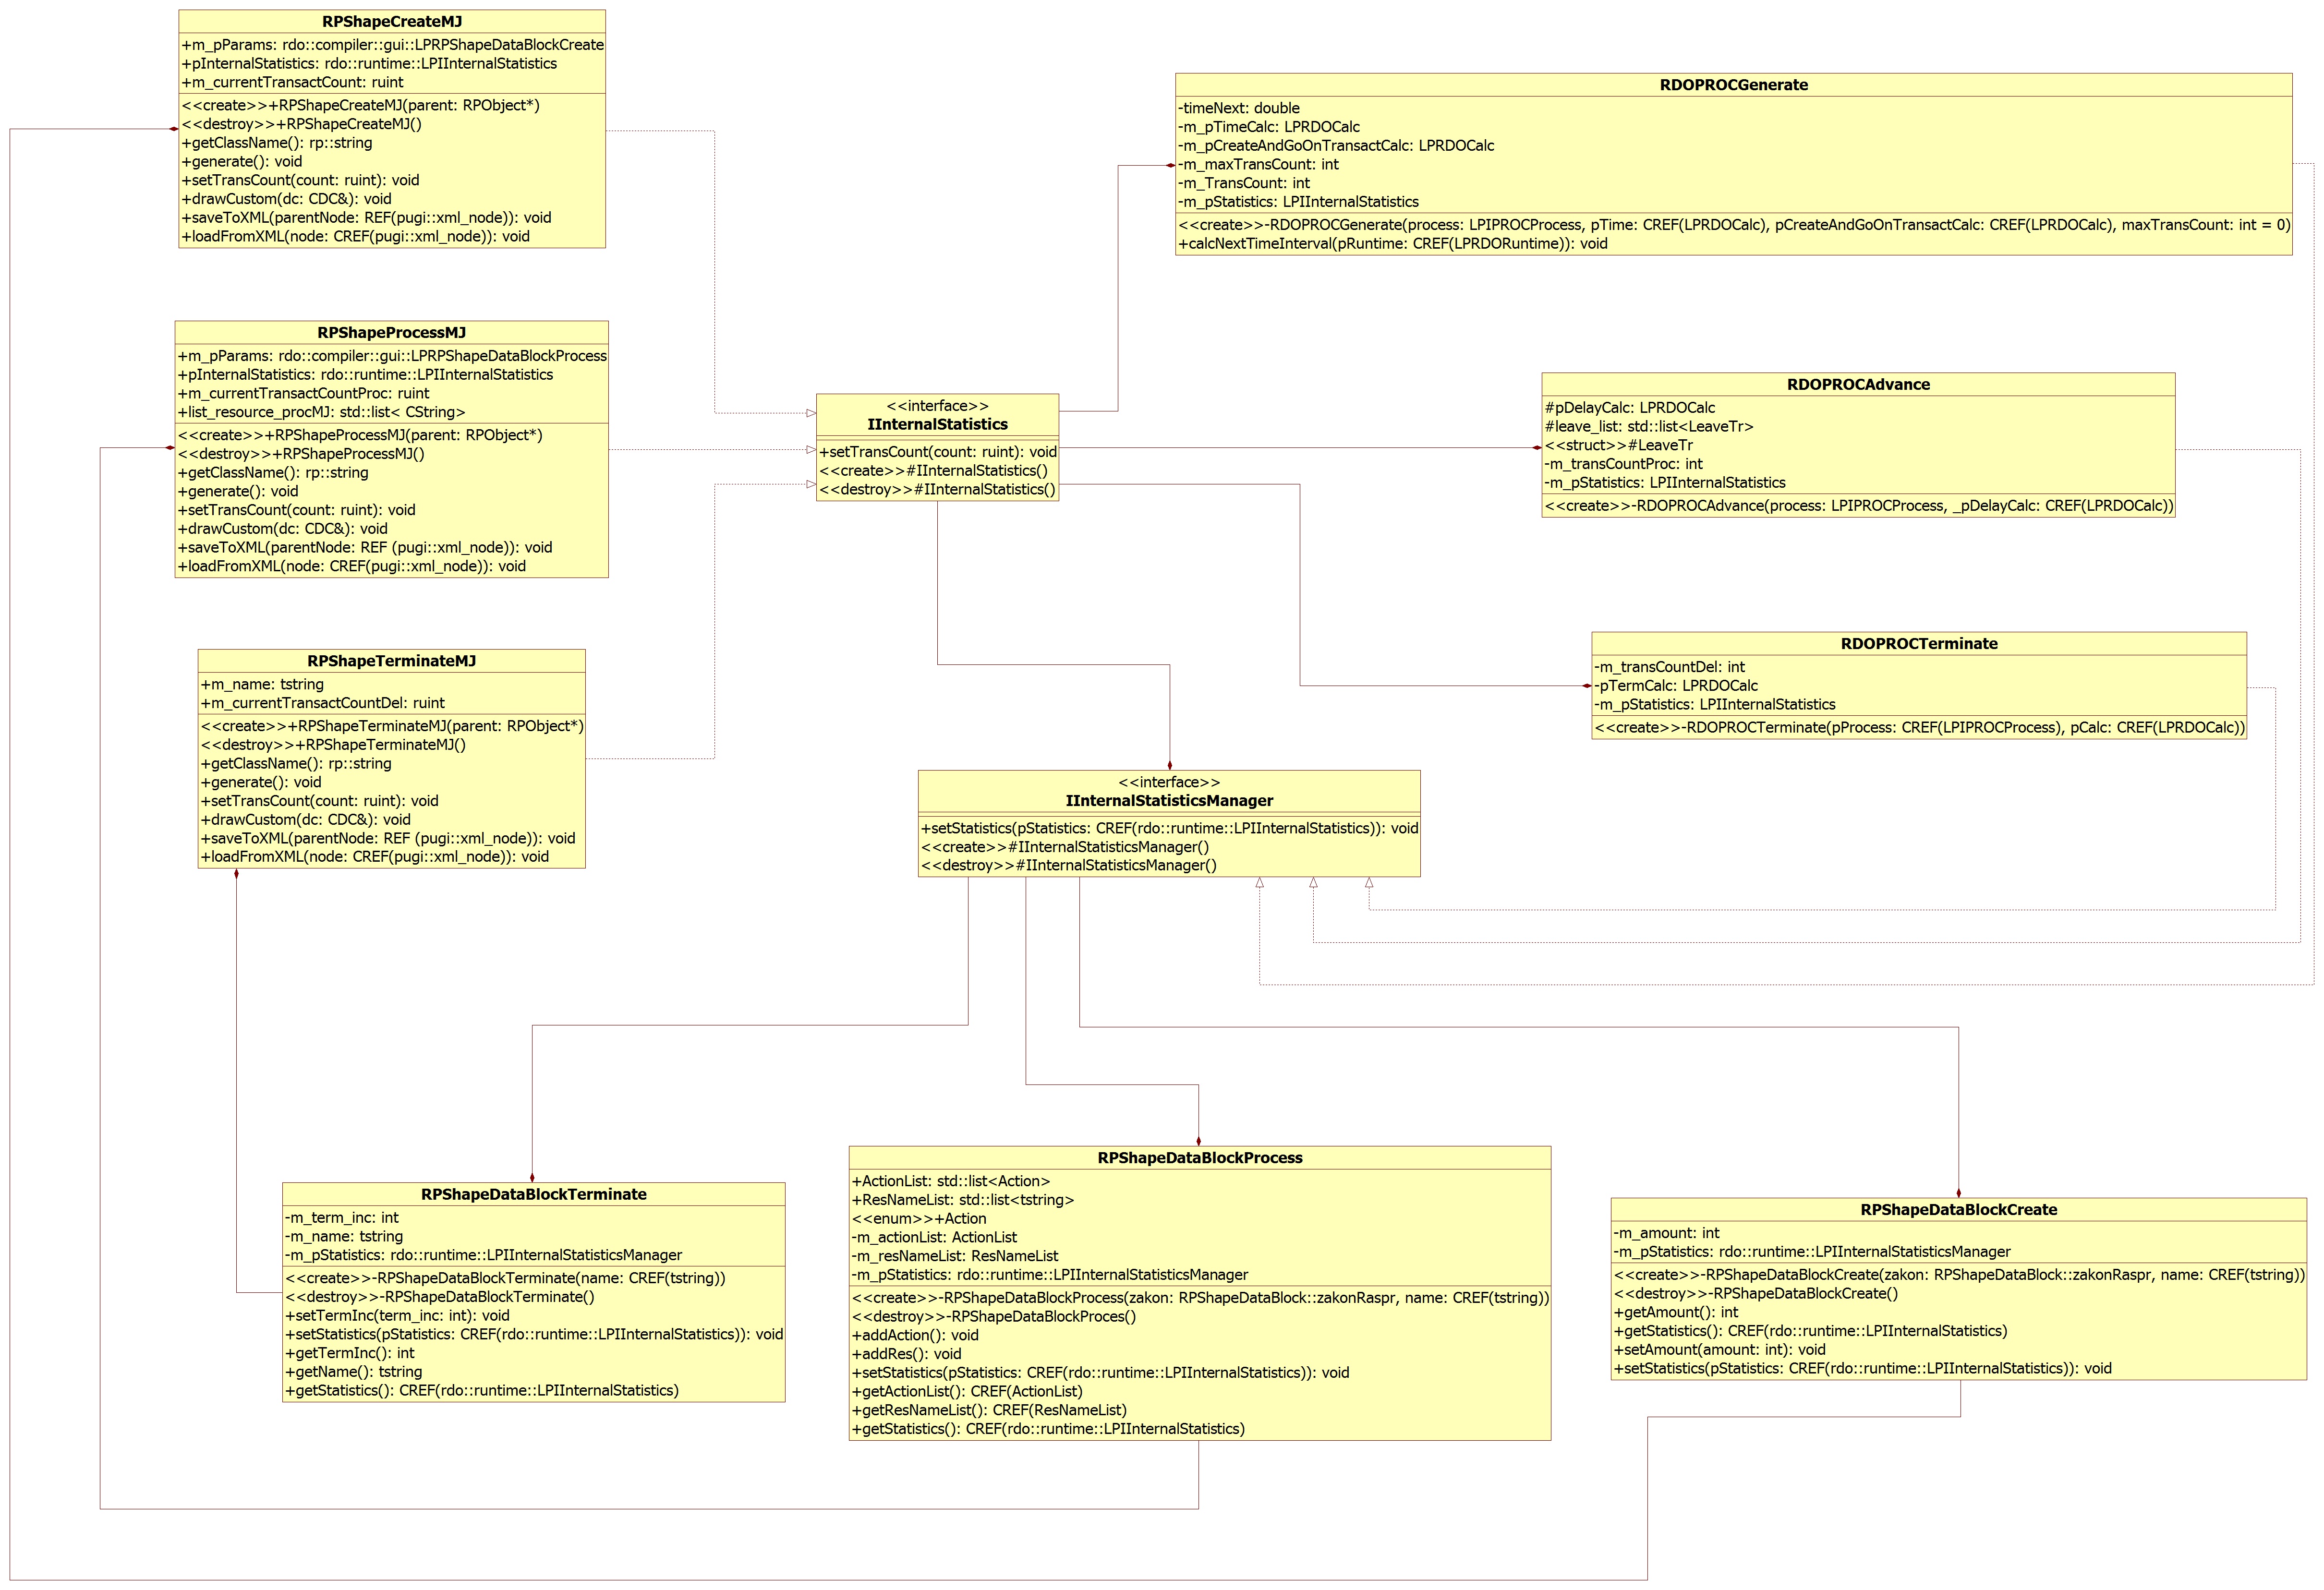 RPShapeCreateMJ
+m_pParams: rdo::compiler::gui::LPRPShapeDataBlockCreate
+pInternalStatistics: rdo::runtime::LPIInternalStatistics
+m_currentTransactCount: ruint
<<create>>+RPShapeCreateMJ(parent: RPObject*)
<<destroy>>+RPShapeCreateMJ()
+getClassName(): rp::string
+generate(): void
+setTransCount(count: ruint): void
+drawCustom(dc: CDC&): void
+saveToXML(parentNode: REF(pugi::xml_node)): void
+loadFromXML(node: CREF(pugi::xml_node)): void
RDOPROCGenerate
-timeNext: double
-m_pTimeCalc: LPRDOCalc
-m_pCreateAndGoOnTransactCalc: LPRDOCalc
-m_maxTransCount: int
-m_TransCount: int
-m_pStatistics: LPIInternalStatistics
<<create>>-RDOPROCGenerate(process: LPIPROCProcess, pTime: CREF(LPRDOCalc), pCreateAndGoOnTransactCalc: CREF(LPRDOCalc), maxTransCount: int = 0)
+calcNextTimeInterval(pRuntime: CREF(LPRDORuntime)): void
RPShapeProcessMJ
+m_pParams: rdo::compiler::gui::LPRPShapeDataBlockProcess
+pInternalStatistics: rdo::runtime::LPIInternalStatistics
+m_currentTransactCountProc: ruint
+list_resource_procMJ: std::list< CString>
<<create>>+RPShapeProcessMJ(parent: RPObject*)
<<destroy>>+RPShapeProcessMJ()
+getClassName(): rp::string
+generate(): void
+setTransCount(count: ruint): void
+drawCustom(dc: CDC&): void
+saveToXML(parentNode: REF (pugi::xml_node)): void
+loadFromXML(node: CREF(pugi::xml_node)): void
<<interface>>
IInternalStatistics
+setTransCount(count: ruint): void
<<create>>#IInternalStatistics()
<<destroy>>#IInternalStatistics()
RDOPROCAdvance
#pDelayCalc: LPRDOCalc
#leave_list: std::list<LeaveTr>
<<struct>>#LeaveTr
-m_transCountProc: int
-m_pStatistics: LPIInternalStatistics
<<create>>-RDOPROCAdvance(process: LPIPROCProcess, _pDelayCalc: CREF(LPRDOCalc))
RPShapeTerminateMJ
+m_name: tstring
+m_currentTransactCountDel: ruint
<<create>>+RPShapeTerminateMJ(parent: RPObject*)
<<destroy>>+RPShapeTerminateMJ()
+getClassName(): rp::string
+generate(): void
+setTransCount(count: ruint): void
+drawCustom(dc: CDC&): void
+saveToXML(parentNode: REF (pugi::xml_node)): void
+loadFromXML(node: CREF(pugi::xml_node)): void
RDOPROCTerminate
-m_transCountDel: int
-pTermCalc: LPRDOCalc
-m_pStatistics: LPIInternalStatistics
<<create>>-RDOPROCTerminate(pProcess: CREF(LPIPROCProcess), pCalc: CREF(LPRDOCalc))
<<interface>>
IInternalStatisticsManager
+setStatistics(pStatistics: CREF(rdo::runtime::LPIInternalStatistics)): void
<<create>>#IInternalStatisticsManager()
<<destroy>>#IInternalStatisticsManager()
RPShapeDataBlockTerminate
-m_term_inc: int
-m_name: tstring
-m_pStatistics: rdo::runtime::LPIInternalStatisticsManager
<<create>>-RPShapeDataBlockTerminate(name: CREF(tstring))
<<destroy>>-RPShapeDataBlockTerminate()
+setTermInc(term_inc: int): void
+setStatistics(pStatistics: CREF(rdo::runtime::LPIInternalStatistics)): void
+getTermInc(): int
+getName(): tstring
+getStatistics(): CREF(rdo::runtime::LPIInternalStatistics)
RPShapeDataBlockProcess
+ActionList: std::list<Action>
+ResNameList: std::list<tstring>
<<enum>>+Action
-m_actionList: ActionList
-m_resNameList: ResNameList
-m_pStatistics: rdo::runtime::LPIInternalStatisticsManager
<<create>>-RPShapeDataBlockProcess(zakon: RPShapeDataBlock::zakonRaspr, name: CREF(tstring))
<<destroy>>-RPShapeDataBlockProces()
+addAction(): void
+addRes(): void
+setStatistics(pStatistics: CREF(rdo::runtime::LPIInternalStatistics)): void
+getActionList(): CREF(ActionList)
+getResNameList(): CREF(ResNameList)
+getStatistics(): CREF(rdo::runtime::LPIInternalStatistics)
RPShapeDataBlockCreate
-m_amount: int
-m_pStatistics: rdo::runtime::LPIInternalStatisticsManager
<<create>>-RPShapeDataBlockCreate(zakon: RPShapeDataBlock::zakonRaspr, name: CREF(tstring))
<<destroy>>-RPShapeDataBlockCreate()
+getAmount(): int
+getStatistics(): CREF(rdo::runtime::LPIInternalStatistics)
+setAmount(amount: int): void
+setStatistics(pStatistics: CREF(rdo::runtime::LPIInternalStatistics)): void